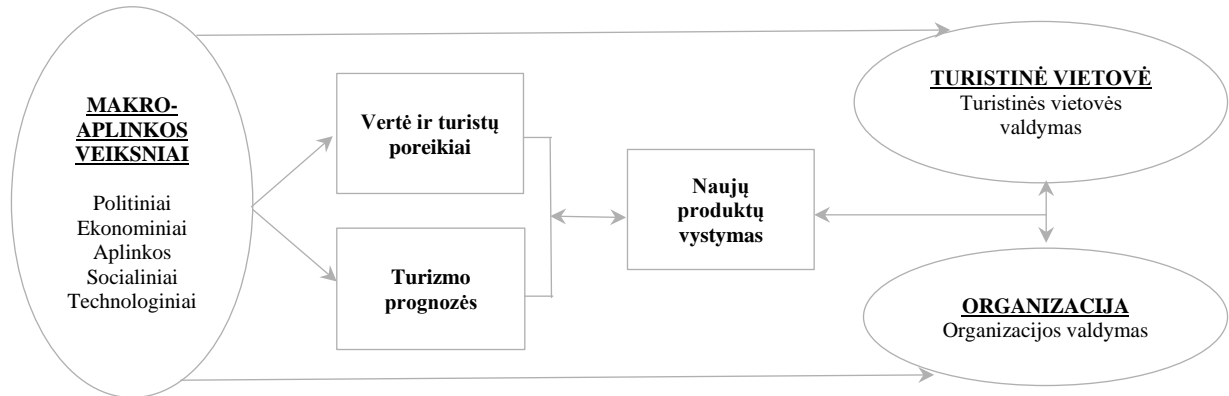 MAKRO-
APLINKOS
VEIKSNIAI
Politiniai
Ekonominiai
Aplinkos
Socialiniai
Technologiniai
Vertė ir turistų
poreikiai
Turizmo
prognozės
Naujų
produktų
vystymas
TURISTINĖ VIETOVĖ
Turistinės vietovės
valdymas
ORGANIZACIJA
Organizacijos valdymas